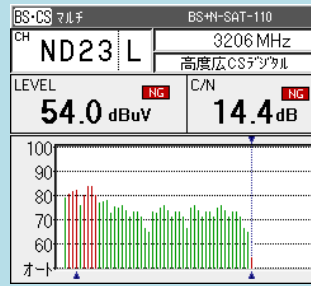 BS・CS マルチ BS+N-SAT-110
CH ND23 L
3206 MHz
高度広CSデジタル
LEVEL NG
54.0 dBuV
C/N NG
14.4dB
100
90
80
70
60
オート